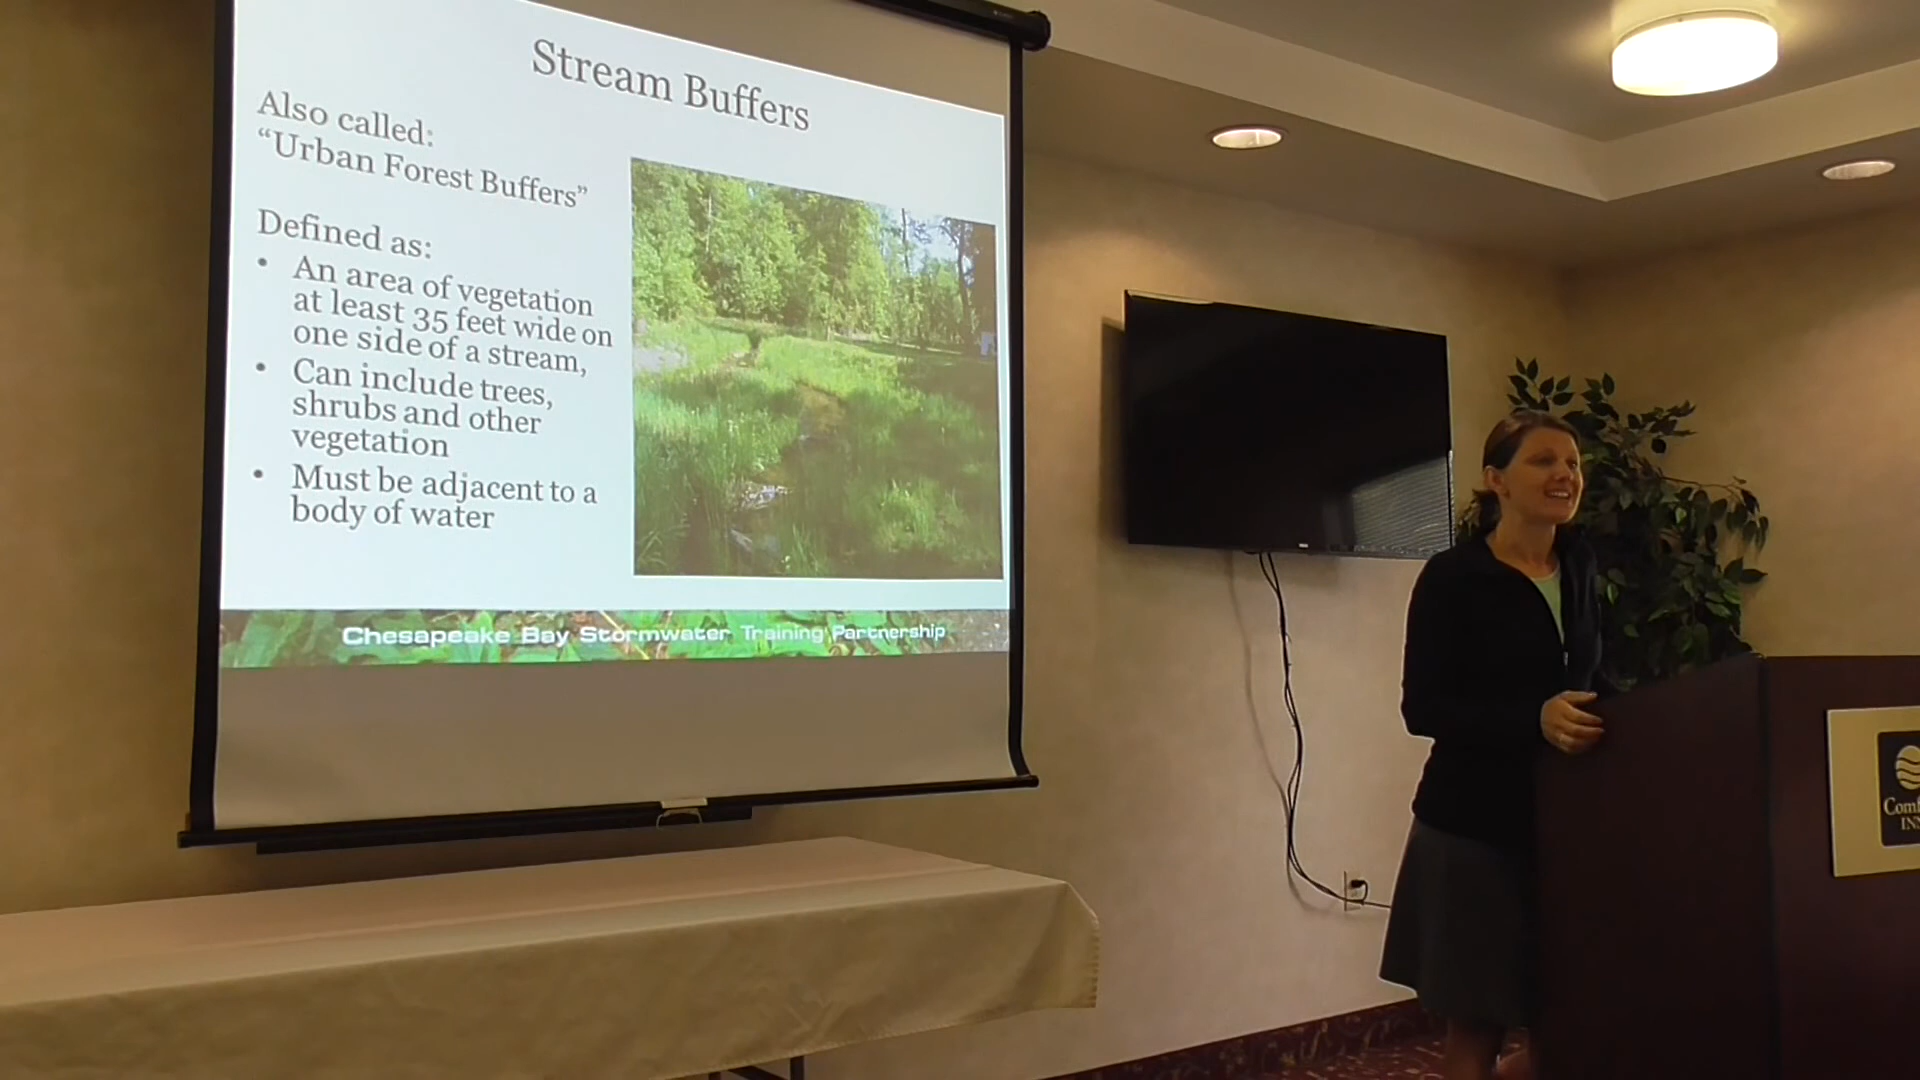 Stream Buffers
Also called:
“Urban Forest Buffers”
Defined as:
• An area of vegetation
at least 35 feet wide on
one side of a stream,
• Can include trees,
shrubs and other
vegetation
• Must be adjacent to a
body of water
Chesapeake Bay Stormwater Training Partnership